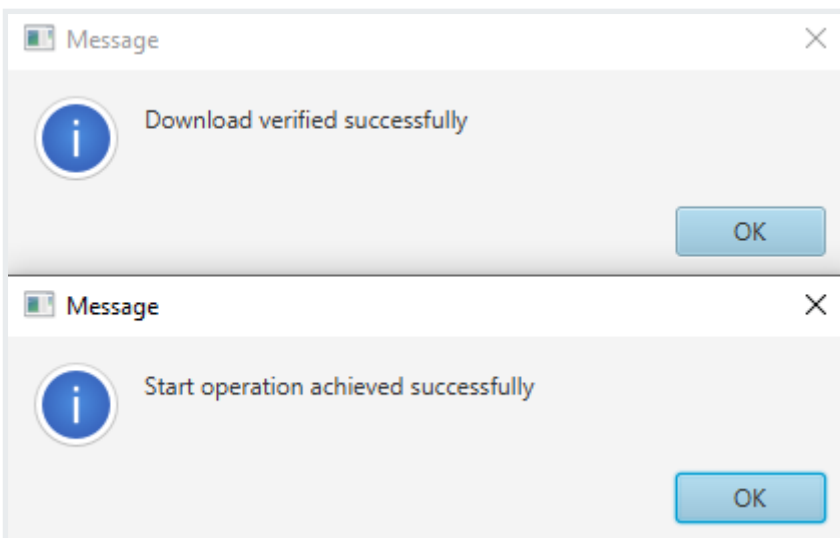 Message
Download verified successfully
OK
Message
Start operation achieved successfully
OK